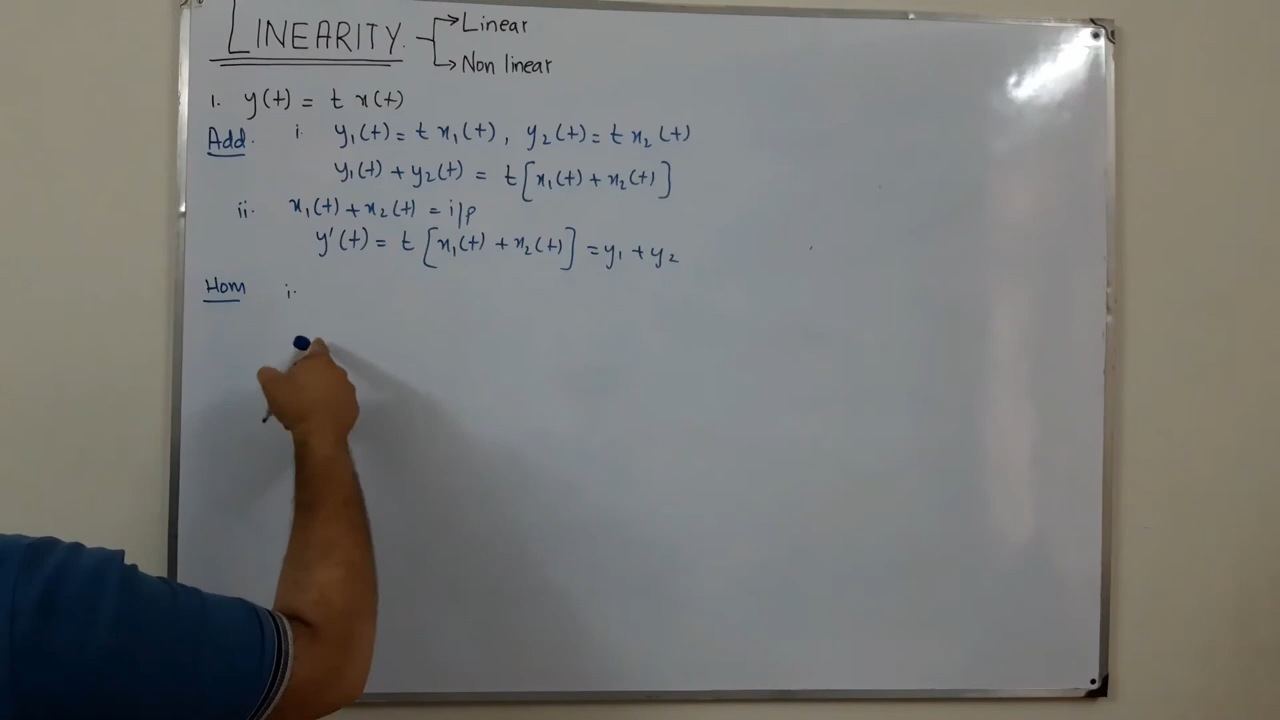 LINEARITY. → Linear
→ Non linear
1. y(t) = t x(t)
Add. i. y₁(t) = t x₁(t), y₂(t) = t x₂(t)
y₁(t) + y₂(t) = t[x₁(t) + x₂(t)]
ii. x₁(t) + x₂(t) = i/p
y'(t) = t [x₁(t) + x₂(t)] = y₁ + y₂
Hom i.